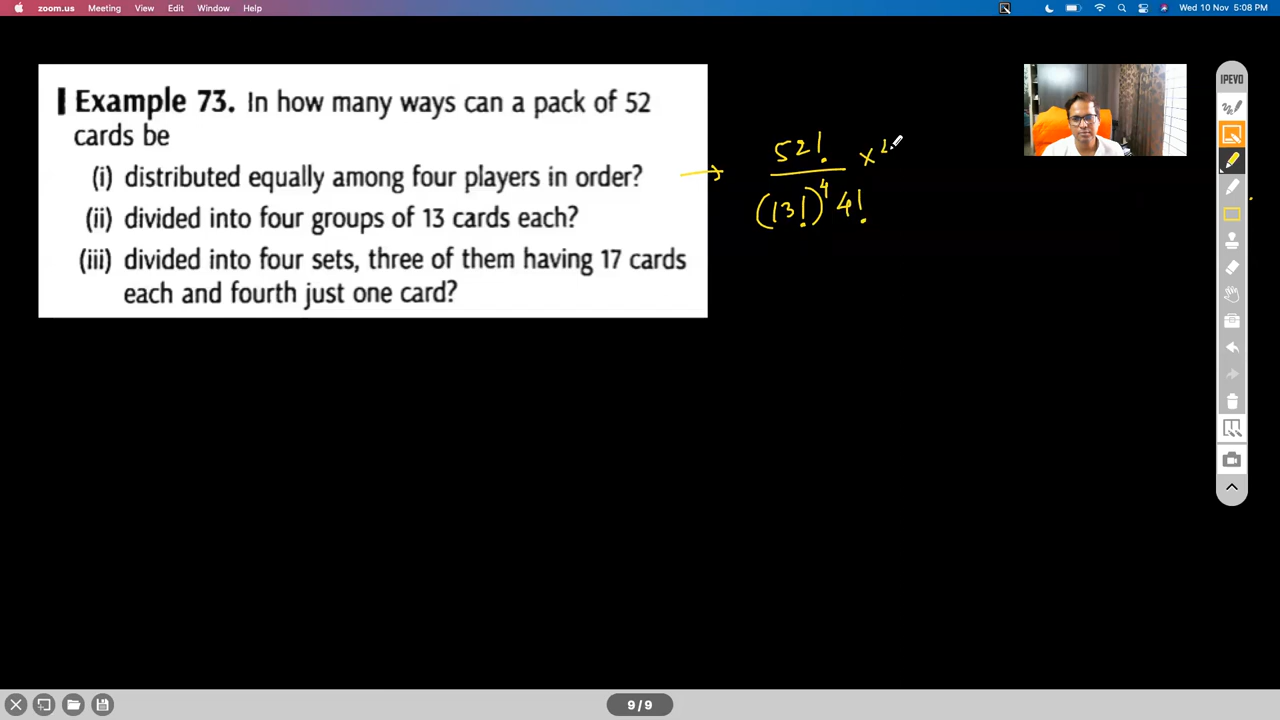 zoom.us Meeting View Edit Window Help Wed 10 Nov 5:08 PM
Example 73. In how many ways can a pack of 52
cards be
(i) distributed equally among four players in order?
(ii) divided into four groups of 13 cards each?
(iii) divided into four sets, three of them having 17 cards
each and fourth just one card?
→ 52! ×
(13!)⁴ 4!
IPEVO
9 / 9